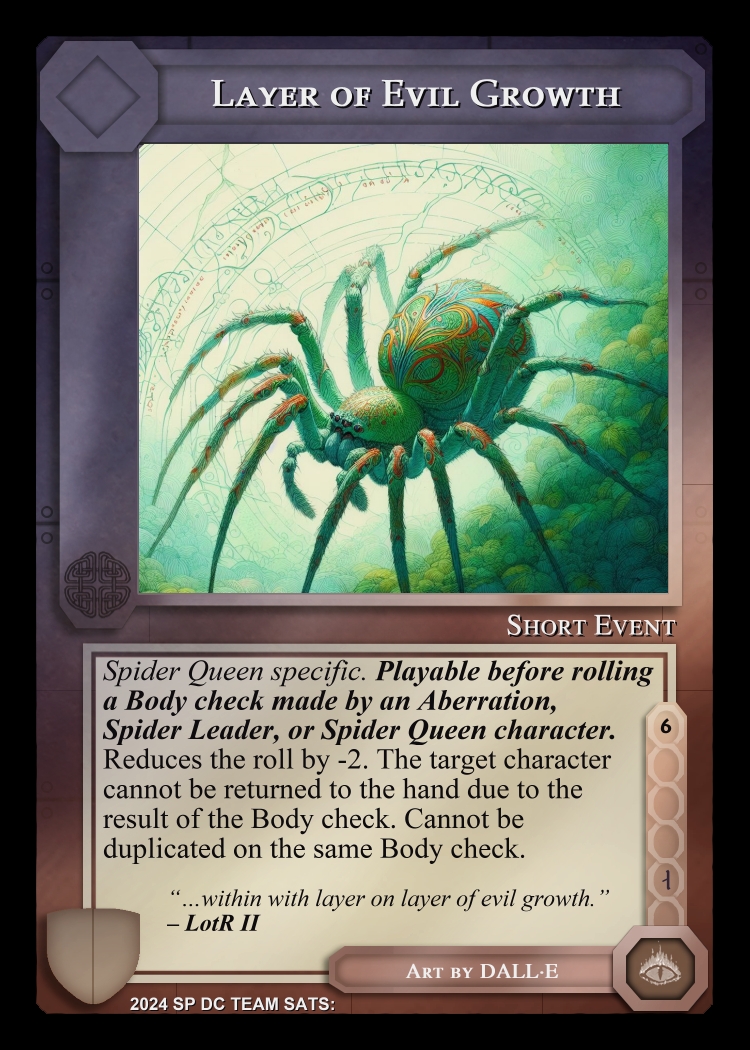 Layer of Evil Growth
Short Event
Spider Queen specific. Playable before rolling
a Body check made by an Aberration,
Spider Leader, or Spider Queen character.
Reduces the roll by -2. The target character
cannot be returned to the hand due to the
result of the Body check. Cannot be
duplicated on the same Body check.
6
“...within with layer on layer of evil growth.”
– LotR II
Art by DALL·E
2024 SP DC TEAM SATS: